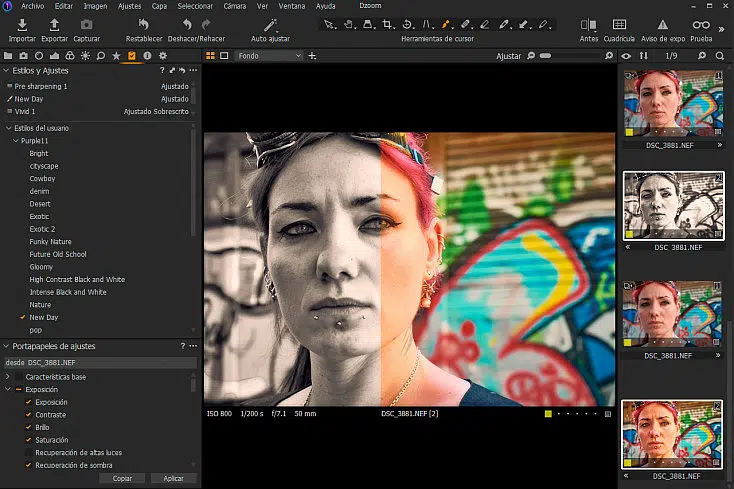 Archivo Editar Imagen Ajustes Capa Seleccionar Cámara Ver Ventana Ayuda Dzoom
Importar Exportar Capturar Restablecer Deshacer/Rehacer Auto ajustar Herramientas de cursor Antes Cuadrícula Aviso de expo Prueba
Fondo Ajustar 1/9
Estilos y Ajustes ?
Pre sharpening 1 Ajustado
New Day Ajustado
Vivid 1 Ajustado Sobrescrito
Estilos del usuario
Purple11
Bright
cityscape
Cowboy
denim
Desert
Exotic
Exotic 2
Funky Nature
Future Old School
Gloomy
High Contrast Black and White
Intense Black and White
Nature
New Day
pop
Portapapeles de ajustes ?
desde DSC_3881.NEF
Características base
Exposición
Exposición
Contraste
Brillo
Saturación
Recuperación de altas luces
Recuperación de sombra
Copiar Aplicar
ISO 800 1/200 s f/7.1 50 mm DSC_3881.NEF [2]
DSC_3881.NEF
DSC_3881.NEF
DSC_3881.NEF
DSC_3881.NEF